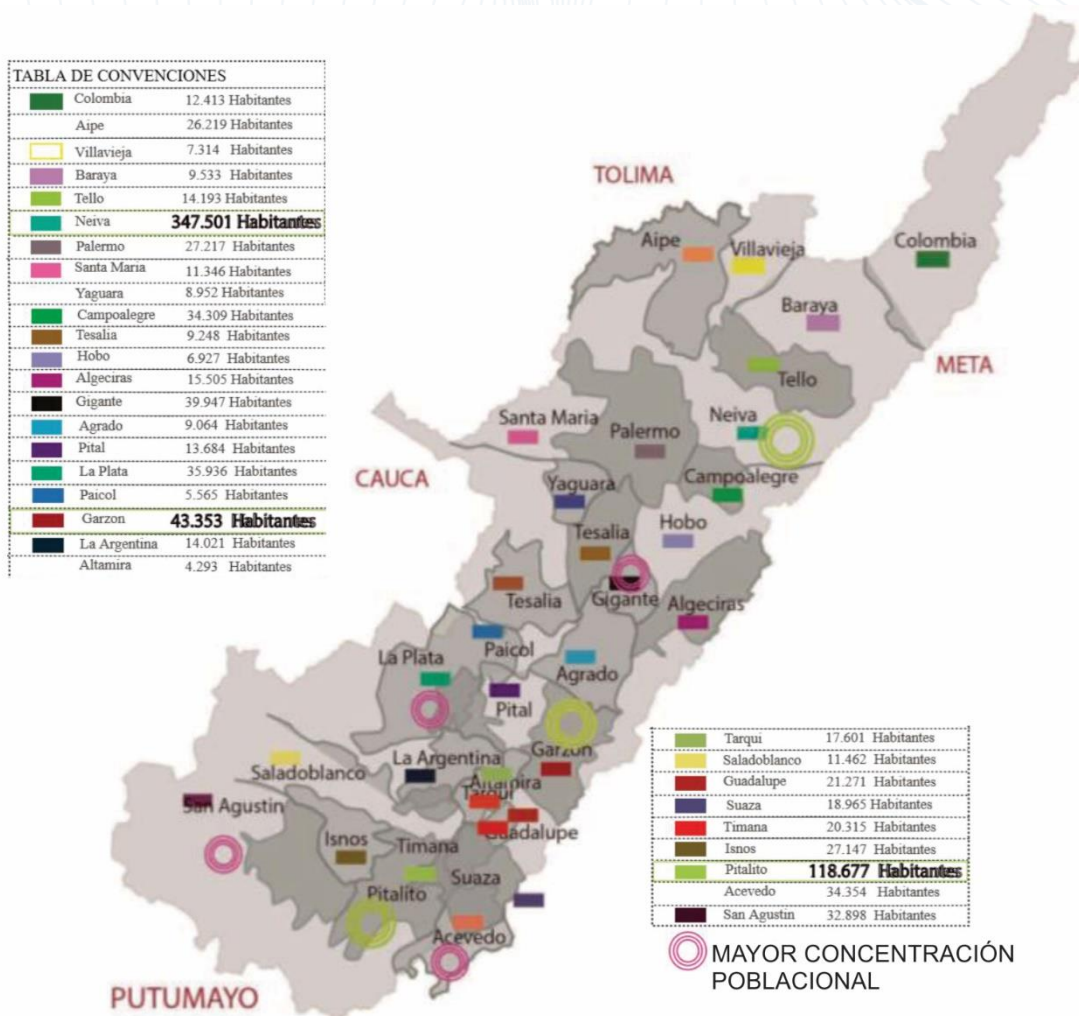 TABLA DE CONVENCIONES
Colombia 12.413 Habitantes
Aipe 26.219 Habitantes
Villavieja 7.314 Habitantes
Baraya 9.533 Habitantes
Tello 14.193 Habitantes
Neiva 347.501 Habitantes
Palermo 27.217 Habitantes
Santa Maria 11.346 Habitantes
Yaguara 8.952 Habitantes
Campoalegre 34.309 Habitantes
Tesalia 9.248 Habitantes
Hobo 6.927 Habitantes
Algeciras 15.505 Habitantes
Gigante 39.947 Habitantes
Agrado 9.064 Habitantes
Pital 13.684 Habitantes
La Plata 35.936 Habitantes
Paicol 5.565 Habitantes
Garzon 43.353 Habitantes
La Argentina 14.021 Habitantes
Altamira 4.293 Habitantes
TOLIMA
Aipe
Villavieja
Colombia
Baraya
META
Tello
Santa Maria
Neiva
Palermo
CAUCA
Campoalegre
Yaguara
Hobo
Tesalia
Tesalia
Gigante
Algeciras
La Plata
Paicol
Agrado
Pital
Garzon
La Argentina
Saladoblanco
Altamira
Tarqui
San Agustin
Guadalupe
Isnos
Timana
Suaza
Pitalito
Acevedo
PUTUMAYO
Tarqui 17.601 Habitantes
Saladoblanco 11.462 Habitantes
Guadalupe 21.271 Habitantes
Suaza 18.965 Habitantes
Timana 20.315 Habitantes
Isnos 27.147 Habitantes
Pitalito 118.677 Habitantes
Acevedo 34.354 Habitantes
San Agustin 32.898 Habitantes
MAYOR CONCENTRACIÓN
POBLACIONAL